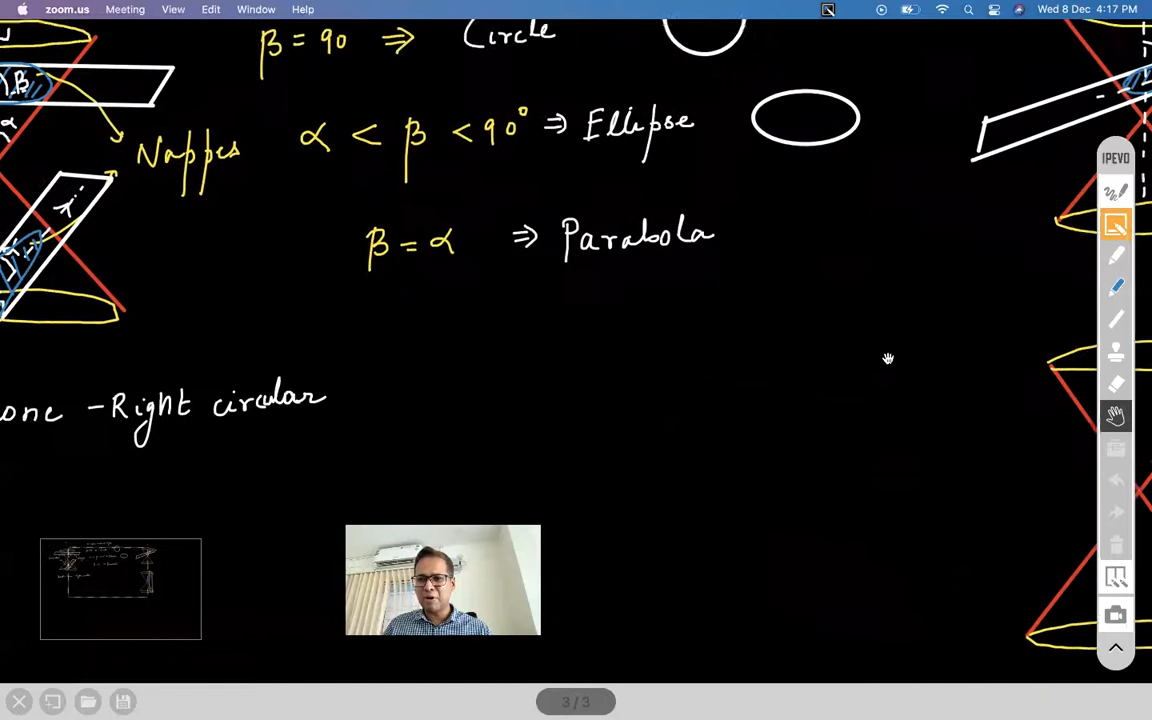 zoom.us Meeting View Edit Window Help Wed 8 Dec 4:17 PM
β = 90 ⇒ Circle
β
α
Nappes
α < β < 90° ⇒ Ellipse
β = α ⇒ Parabola
one - Right circular
IPEVO
3 / 3